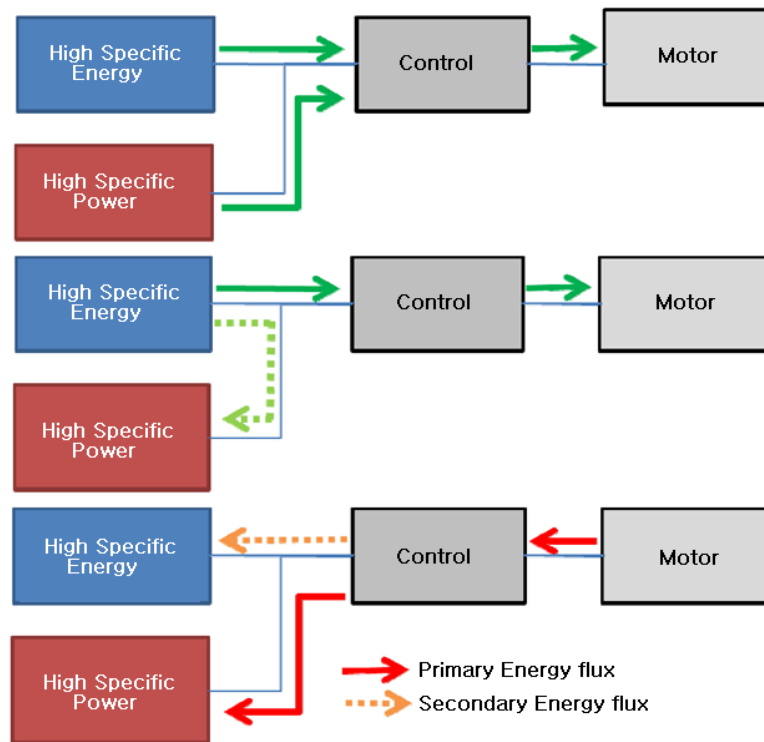 High Specific
Energy
Control
Motor
High Specific
Power
High Specific
Energy
Control
Motor
High Specific
Power
High Specific
Energy
Control
Motor
High Specific
Power
Primary Energy flux
Secondary Energy flux